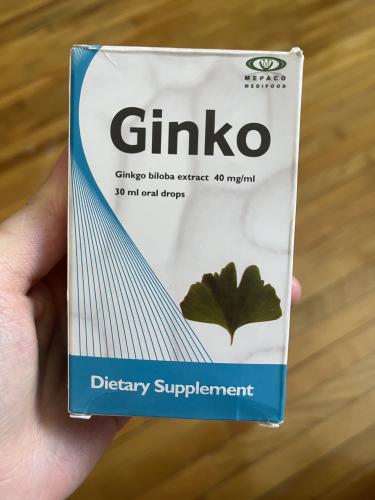 MEPACO
MEDIFOOD
Ginko
Ginkgo biloba extract 40 mg/ml
30 ml oral drops
Dietary Supplement